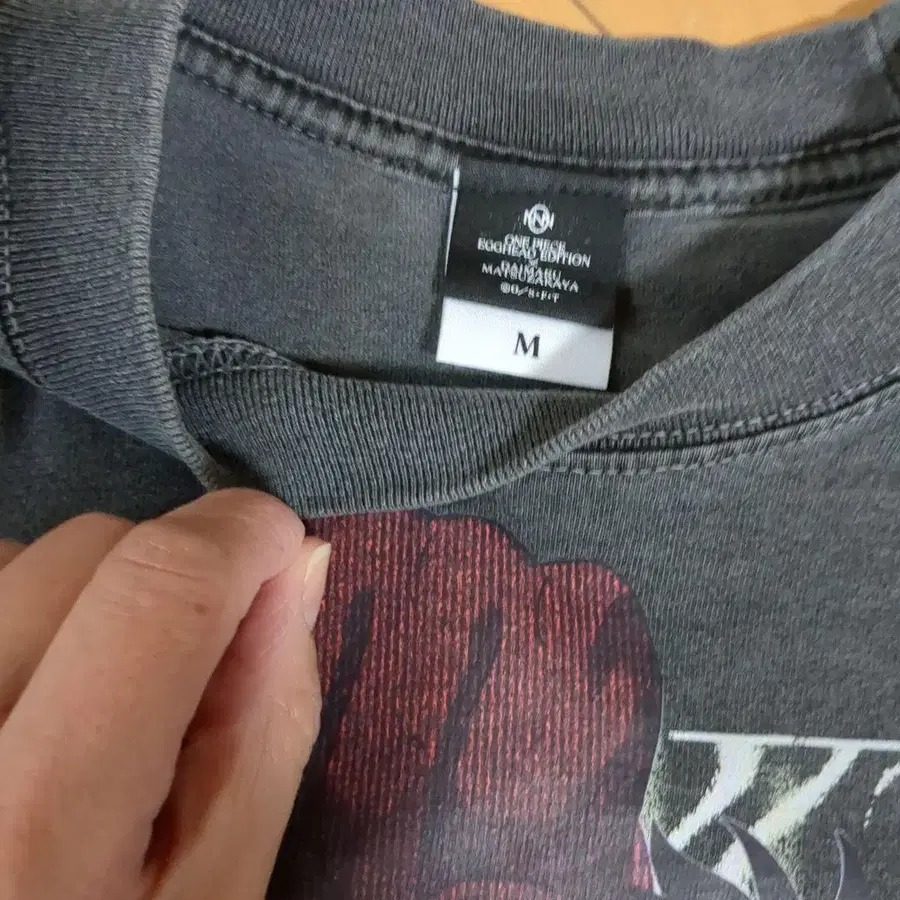 ONE PIECE
EGGHEAD EDITION
DAIMARU
MATSUZAKAYA
M